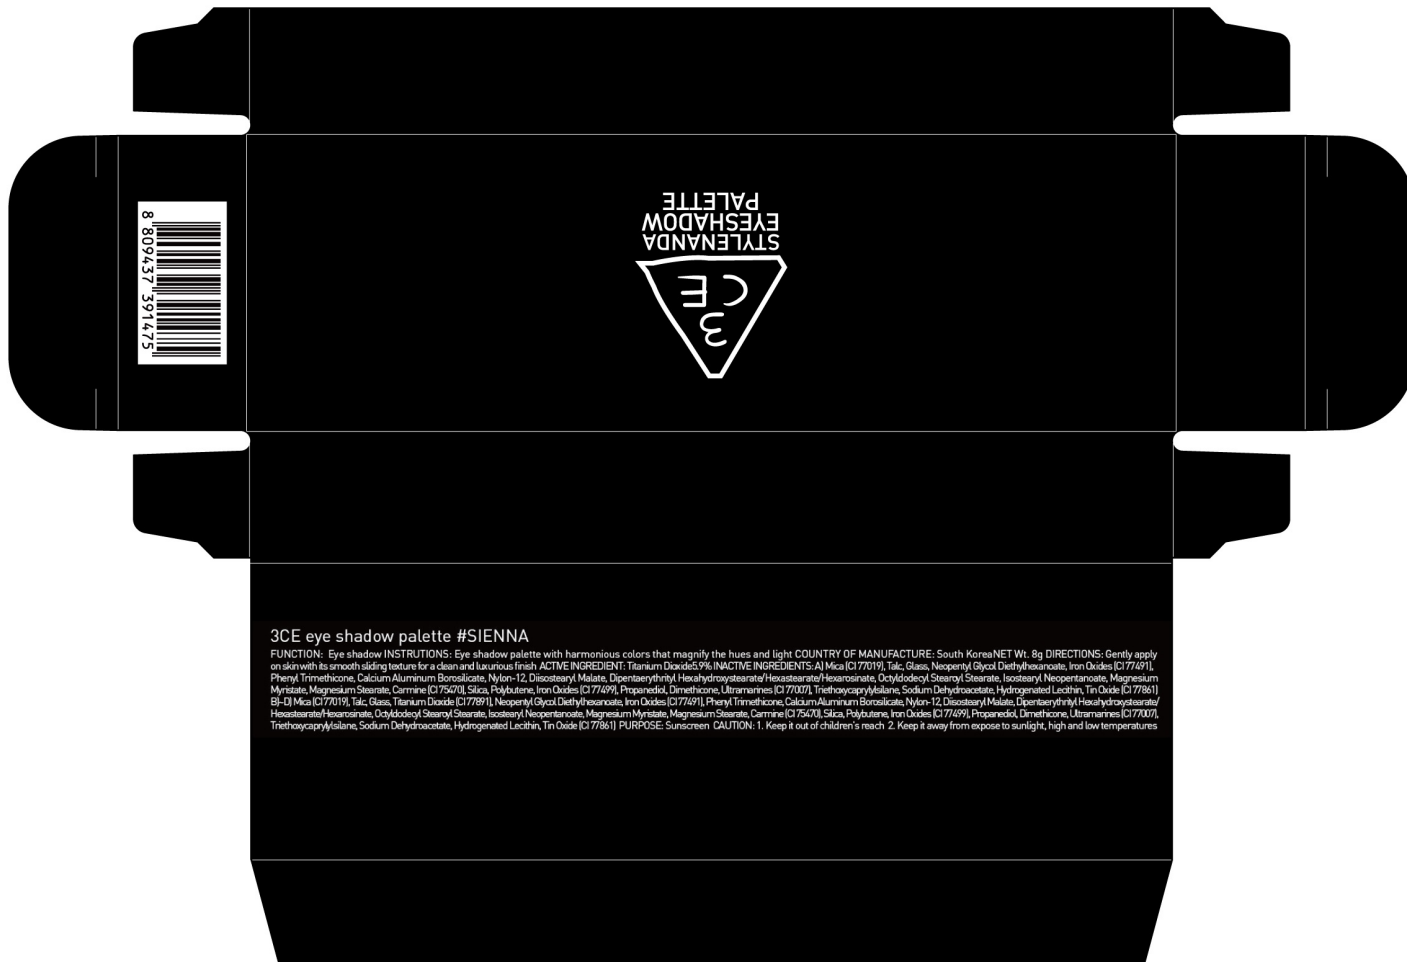 STYLENANDA
EYESHADOW
PALETTE
3
CE
8 809437 391475
3CE eye shadow palette #SIENNA
FUNCTION: Eye shadow INSTRUTIONS: Eye shadow palette with harmonious colors that magnify the hues and light COUNTRY OF MANUFACTURE: South KoreaNET Wt. 8g DIRECTIONS: Gently apply
on skin with its smooth sliding texture for a clean and luxurious finish ACTIVE INGREDIENT: Titanium Dioxide5.9% INACTIVE INGREDIENTS: A) Mica (CI 77019), Talc, Glass, Neopentyl Glycol Diethylhexanoate, Iron Oxides (CI 77491),
Phenyl Trimethicone, Calcium Aluminum Borosilicate, Nylon-12, Diisostearyl Malate, Dipentaerythrityl Hexahydroxystearate/Hexastearate/Hexarosinate, Octyldodecyl Stearoyl Stearate, Isostearyl Neopentanoate, Magnesium
Myristate, Magnesium Stearate, Carmine (CI 75470), Silica, Polybutene, Iron Oxides (CI 77499), Propanediol, Dimethicone, Ultramarines (CI 77007), Triethoxycaprylylsilane, Sodium Dehydroacetate, Hydrogenated Lecithin, Tin Oxide (CI 77861)
B)~D) Mica (CI 77019), Talc, Glass, Titanium Dioxide (CI 77891), Neopentyl Glycol Diethylhexanoate, Iron Oxides (CI 77491), Phenyl Trimethicone, Calcium Aluminum Borosilicate, Nylon-12, Diisostearyl Malate, Dipentaerythrityl Hexahydroxystearate/
Hexastearate/Hexarosinate, Octyldodecyl Stearoyl Stearate, Isostearyl Neopentanoate, Magnesium Myristate, Magnesium Stearate, Carmine (CI 75470), Silica, Polybutene, Iron Oxides (CI 77499), Propanediol, Dimethicone, Ultramarines (CI 77007),
Triethoxycaprylylsilane, Sodium Dehydroacetate, Hydrogenated Lecithin, Tin Oxide (CI 77861) PURPOSE: Sunscreen CAUTION: 1. Keep it out of children's reach 2. Keep it away from expose to sunlight, high and low temperatures